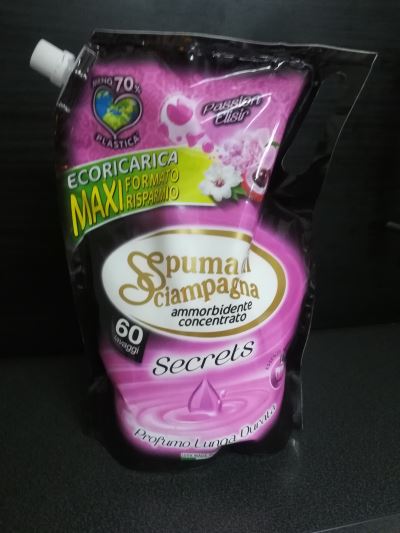 MENO 70%
PLASTICA
Passion
Elisir
ECORICARICA
MAXI FORMATO
RISPARMIO
Spuma di
Sciampagna
ammorbidente
concentrato
60
lavaggi
Secrets
Profumo Lunga Durata